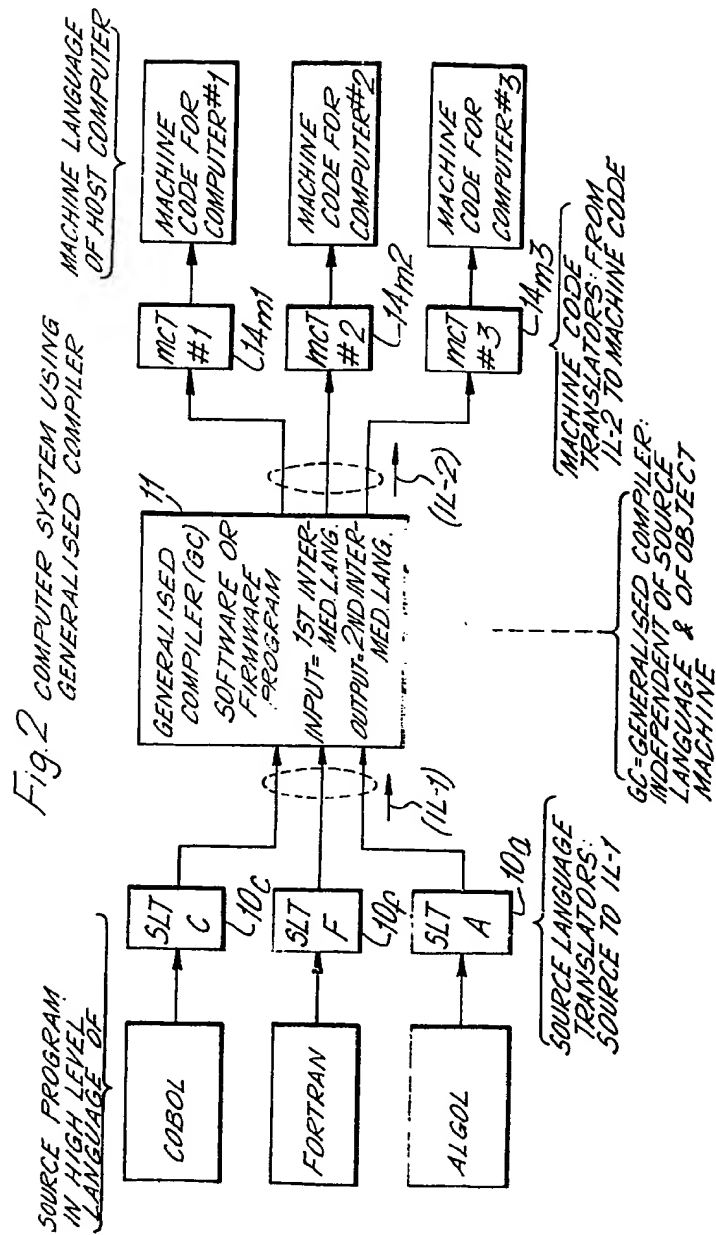 Fig.2 COMPUTER SYSTEM USING
GENERALISED COMPILER
SOURCE PROGRAM
IN HIGH LEVEL
LANGUAGE OF
COBOL
FORTRAN
ALGOL
SLT
C
10c
SLT
F
10f
SLT
A
10a
SOURCE LANGUAGE
TRANSLATORS:
SOURCE TO IL-1
(IL-1)
11
GENERALISED
COMPILER (GC)
SOFTWARE OR
FIRMWARE
PROGRAM
INPUT=1ST INTER-
MED. LANG.
OUTPUT=2ND INTER-
MED. LANG.
GC=GENERALISED COMPILER:
INDEPENDENT OF SOURCE
LANGUAGE & OF OBJECT
MACHINE
(IL-2)
MCT
#1
14m1
MCT
#2
14m2
MCT
#3
14m3
MACHINE CODE
TRANSLATORS: FROM
IL-2 TO MACHINE CODE
MACHINE LANGUAGE
OF HOST COMPUTER
MACHINE
CODE FOR
COMPUTER#1
MACHINE
CODE FOR
COMPUTER#2
MACHINE
CODE FOR
COMPUTER#3